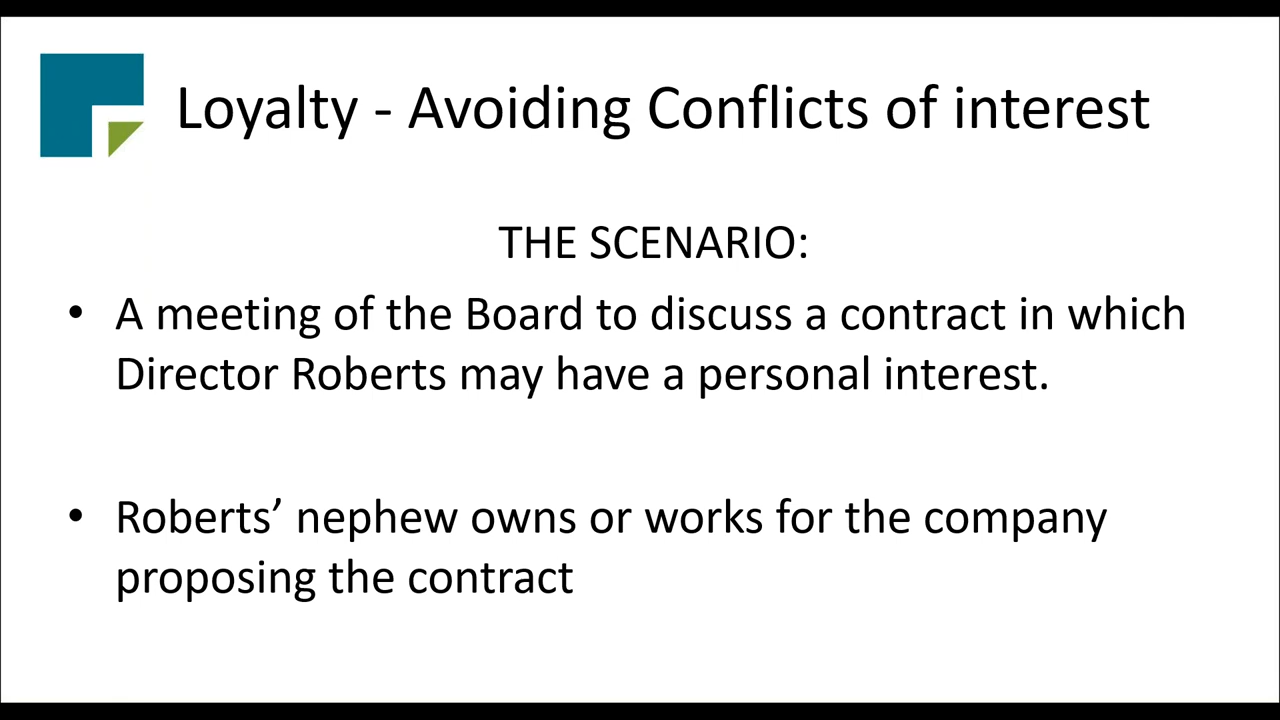 Loyalty - Avoiding Conflicts of interest
THE SCENARIO:
• A meeting of the Board to discuss a contract in which
Director Roberts may have a personal interest.
• Roberts’ nephew owns or works for the company
proposing the contract